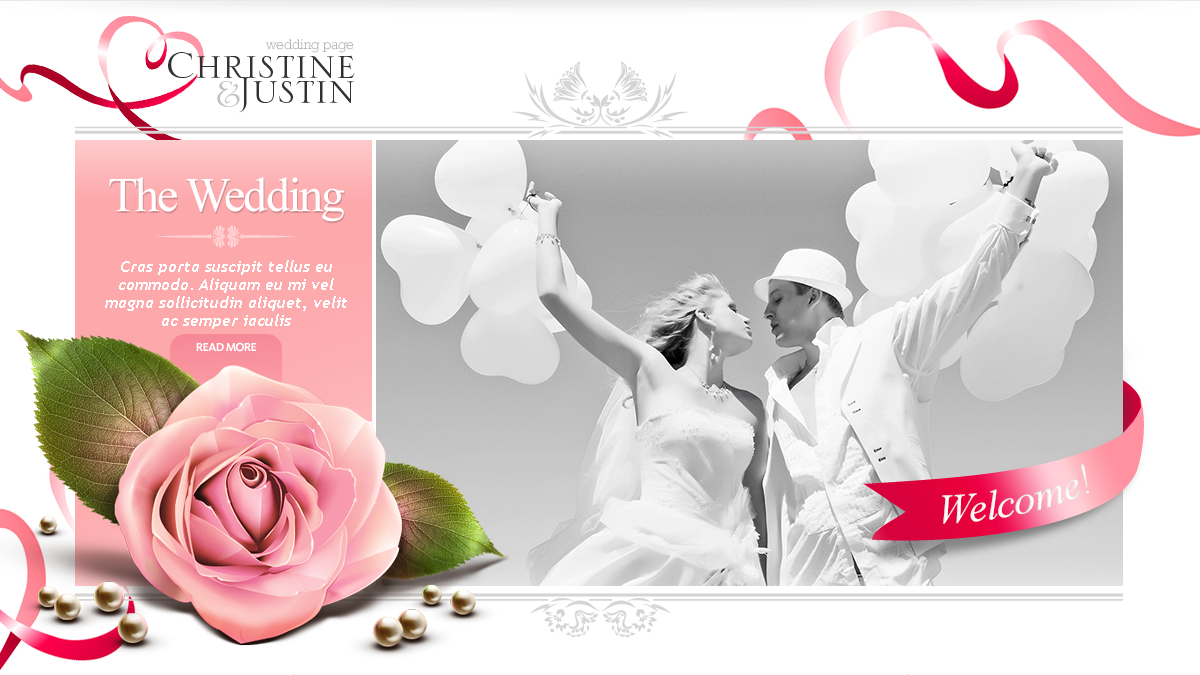 wedding page
CHRISTINE
& JUSTIN
The Wedding
Cras porta suscipit tellus eu
commodo. Aliquam eu mi vel
magna sollicitudin aliquet, velit
ac semper iaculis
READ MORE
Welcome!